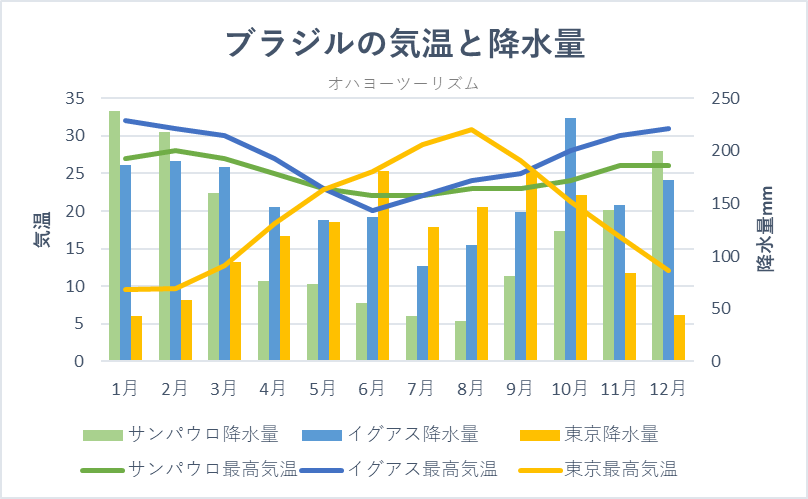 ブラジルの気温と降水量
オハヨーツーリズム
35
30
25
20
15
10
5
0
気温
250
200
150
100
50
0
降水量mm
1月 2月 3月 4月 5月 6月 7月 8月 9月 10月 11月 12月
サンパウロ降水量 イグアス降水量 東京降水量
サンパウロ最高気温 イグアス最高気温 東京最高気温